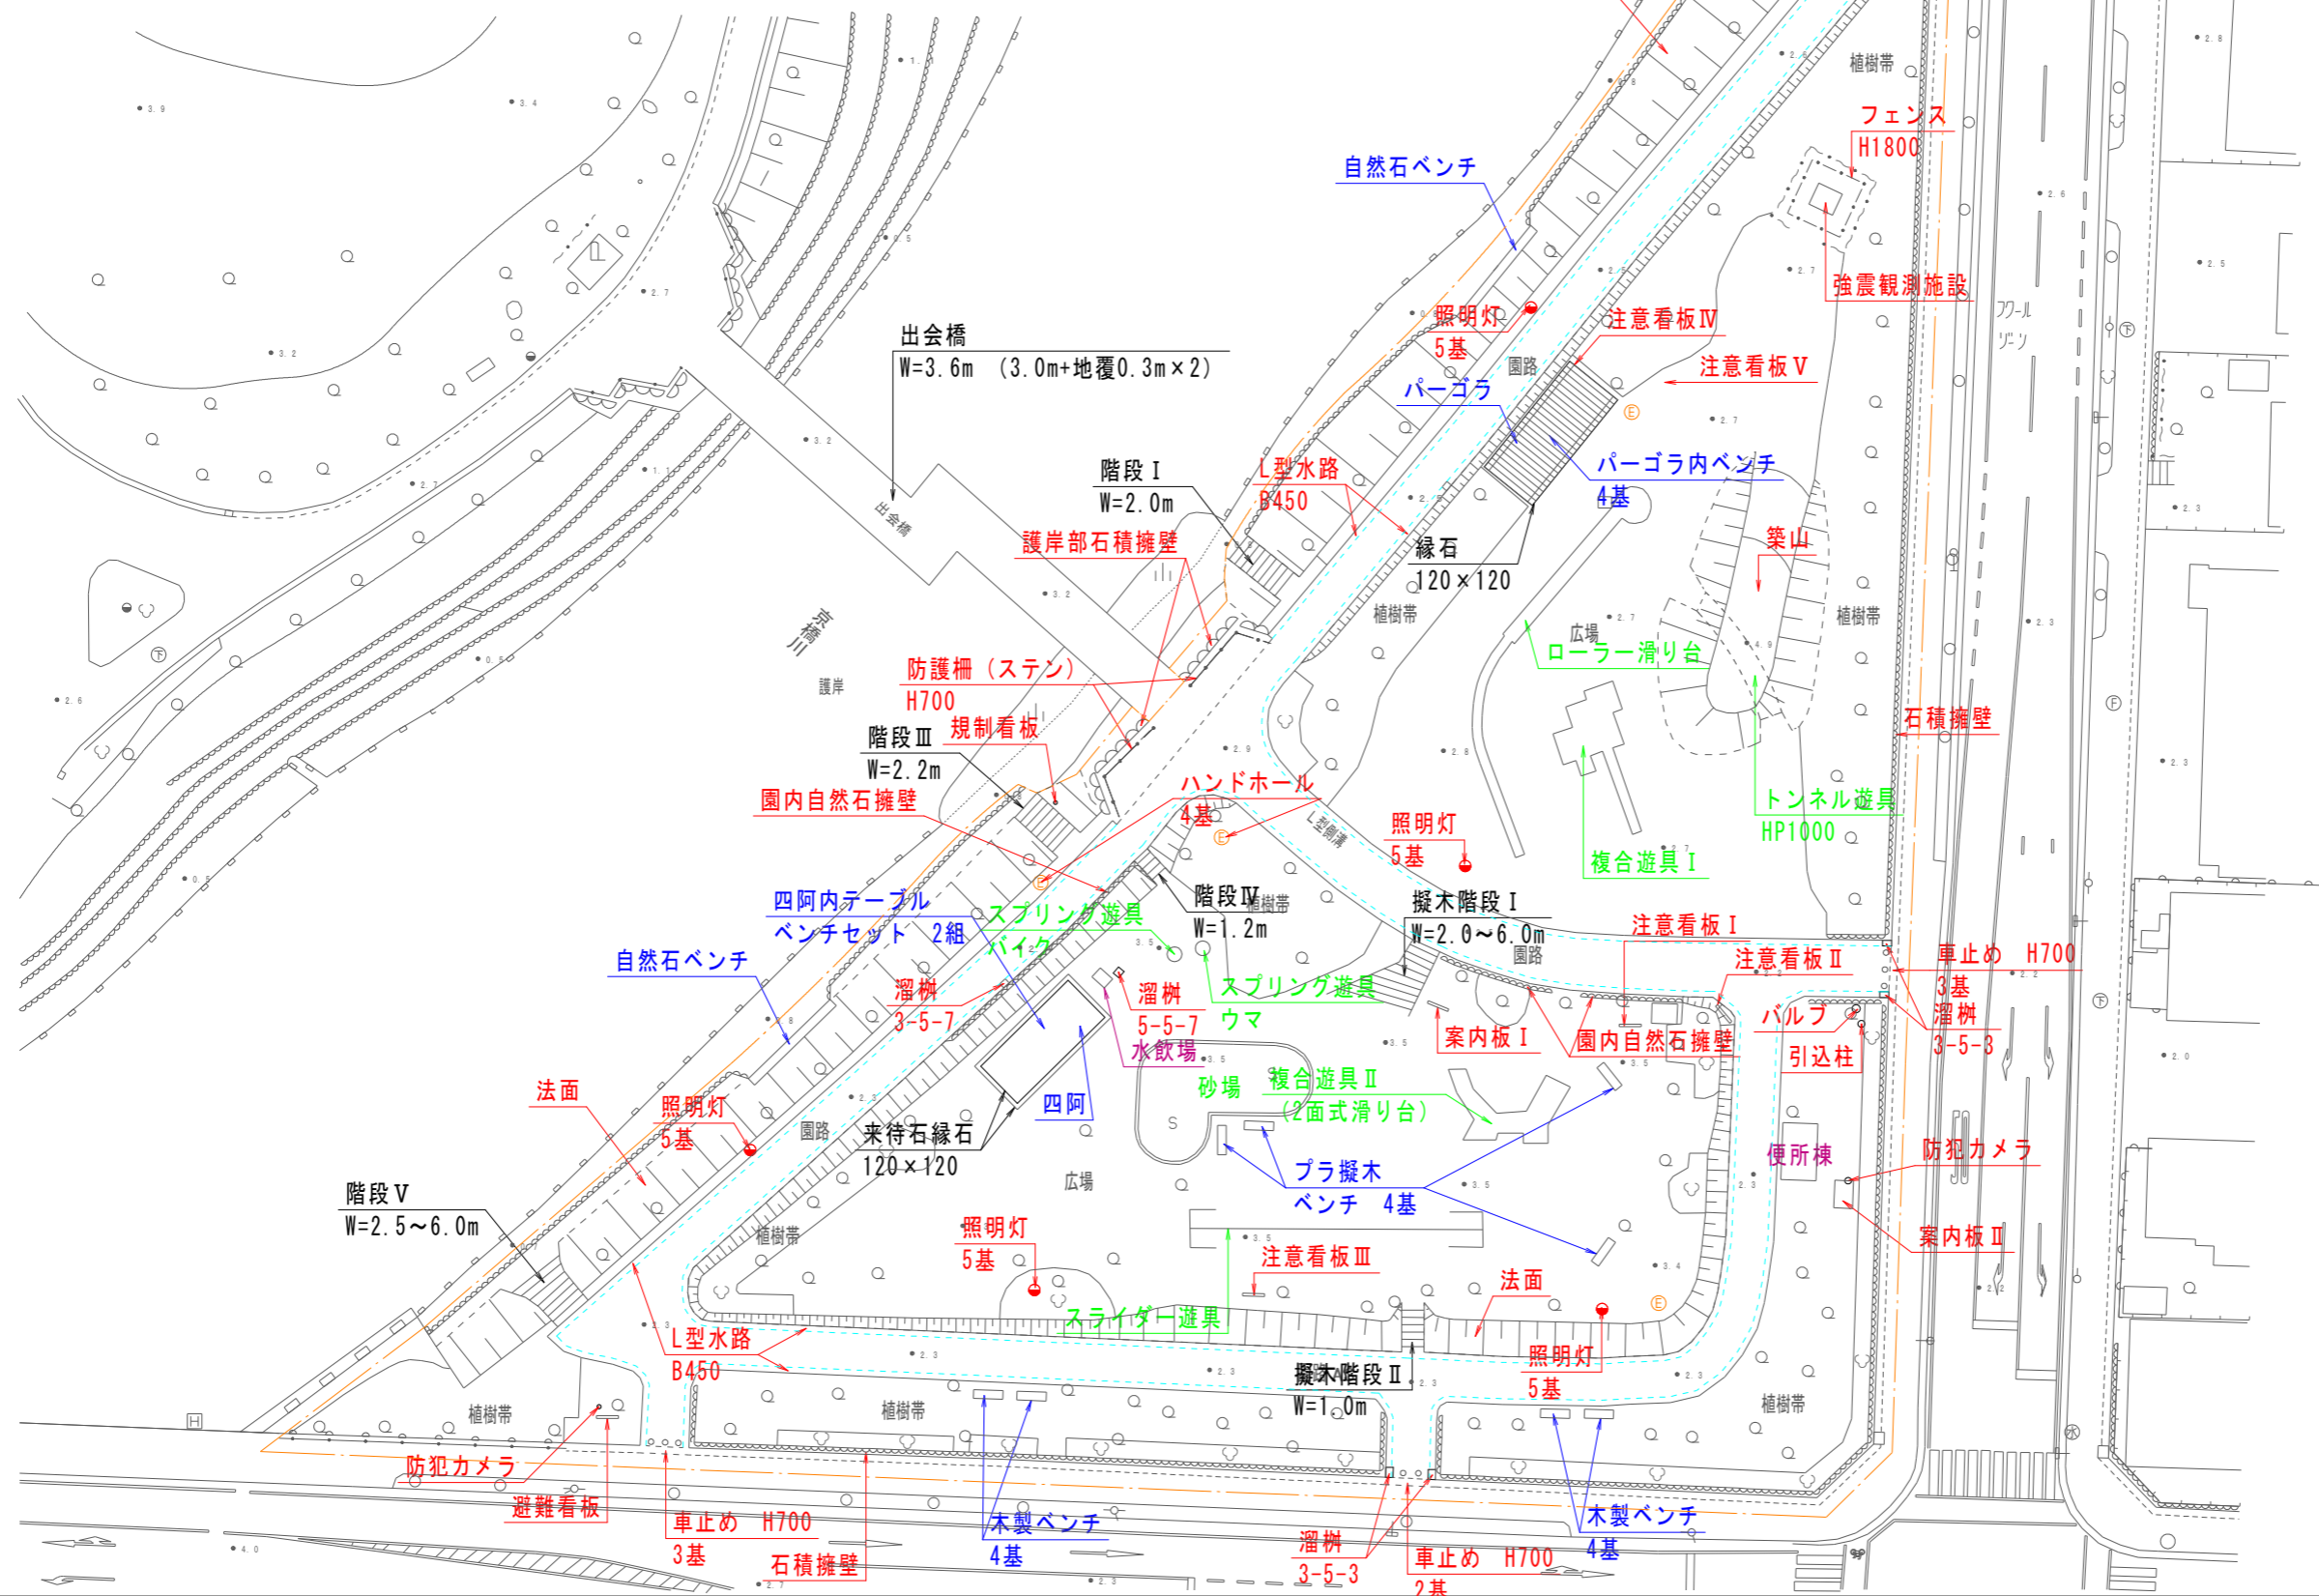 植樹帯
フェンス
H1800
自然石ベンチ
強震観測施設
照明灯
5基
注意看板Ⅳ
出会橋
W=3.6m (3.0m+地覆0.3m×2)
園路
注意看板Ⅴ
パーゴラ
階段Ⅰ
W=2.0m
L型水路
B450
パーゴラ内ベンチ
4基
出会橋
護岸部石積擁壁
縁石
120×120
築山
植樹帯
植樹帯
京橋川
広場
ローラー滑り台
護岸
防護柵(ステン)
H700
規制看板
階段Ⅲ
W=2.2m
石積擁壁
ハンドホール
4基
園内自然石擁壁
L型側溝
照明灯
5基
トンネル遊具
HP1000
複合遊具Ⅰ
四阿内テーブル
ベンチセット 2組
スプリング遊具
バイク
階段Ⅳ
W=1.2m
植樹帯
擬木階段Ⅰ
W=2.0~6.0m
注意看板Ⅰ
園路
注意看板Ⅱ
車止め H700
3基
自然石ベンチ
溜桝
3-5-7
溜桝
5-5-7
スプリング遊具
ウマ
水飲場
案内板Ⅰ
園内自然石擁壁
バルブ
引込柱
溜桝
3-5-3
法面
照明灯
5基
園路
四阿
砂場
複合遊具Ⅱ
(2面式滑り台)
来待石縁石
120×120
広場
プラ擬木
ベンチ 4基
便所棟
防犯カメラ
案内板Ⅱ
階段Ⅴ
W=2.5~6.0m
植樹帯
照明灯
5基
注意看板Ⅲ
法面
スライダー遊具
L型水路
B450
擬木階段Ⅱ
W=1.0m
照明灯
5基
植樹帯
植樹帯
植樹帯
防犯カメラ
避難看板
車止め H700
3基
石積擁壁
木製ベンチ
4基
溜桝
3-5-3
車止め H700
2基
木製ベンチ
4基